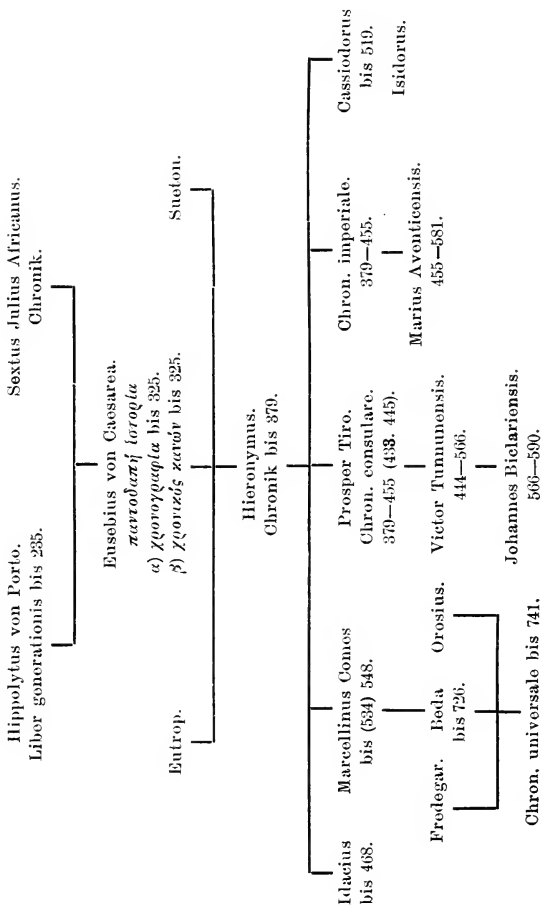 Hippolytus von Porto.
Liber generationis bis 235.
Sextus Julius Africanus.
Chronik.
Eusebius von Caesarea.
παντοδαπὴ ἱστορία
α) χρονογραφία bis 325.
β) χρονικὸς κανών bis 325.
Eutrop.
Sueton.
Hieronymus.
Chronik bis 379.
Idacius
bis 468.
Marcellinus Comes
bis (534) 548.
Prosper Tiro.
Chron. consulare.
379—455 (433. 445).
Chron. imperiale.
379—455.
Cassiodorus
bis 519.
Isidorus.
Fredegar.
Beda
bis 726.
Orosius.
Victor Tunnunensis.
444—566.
Marius Aventicensis.
455—581.
Johannes Biclariensis.
566—590.
Chron. universale bis 741.